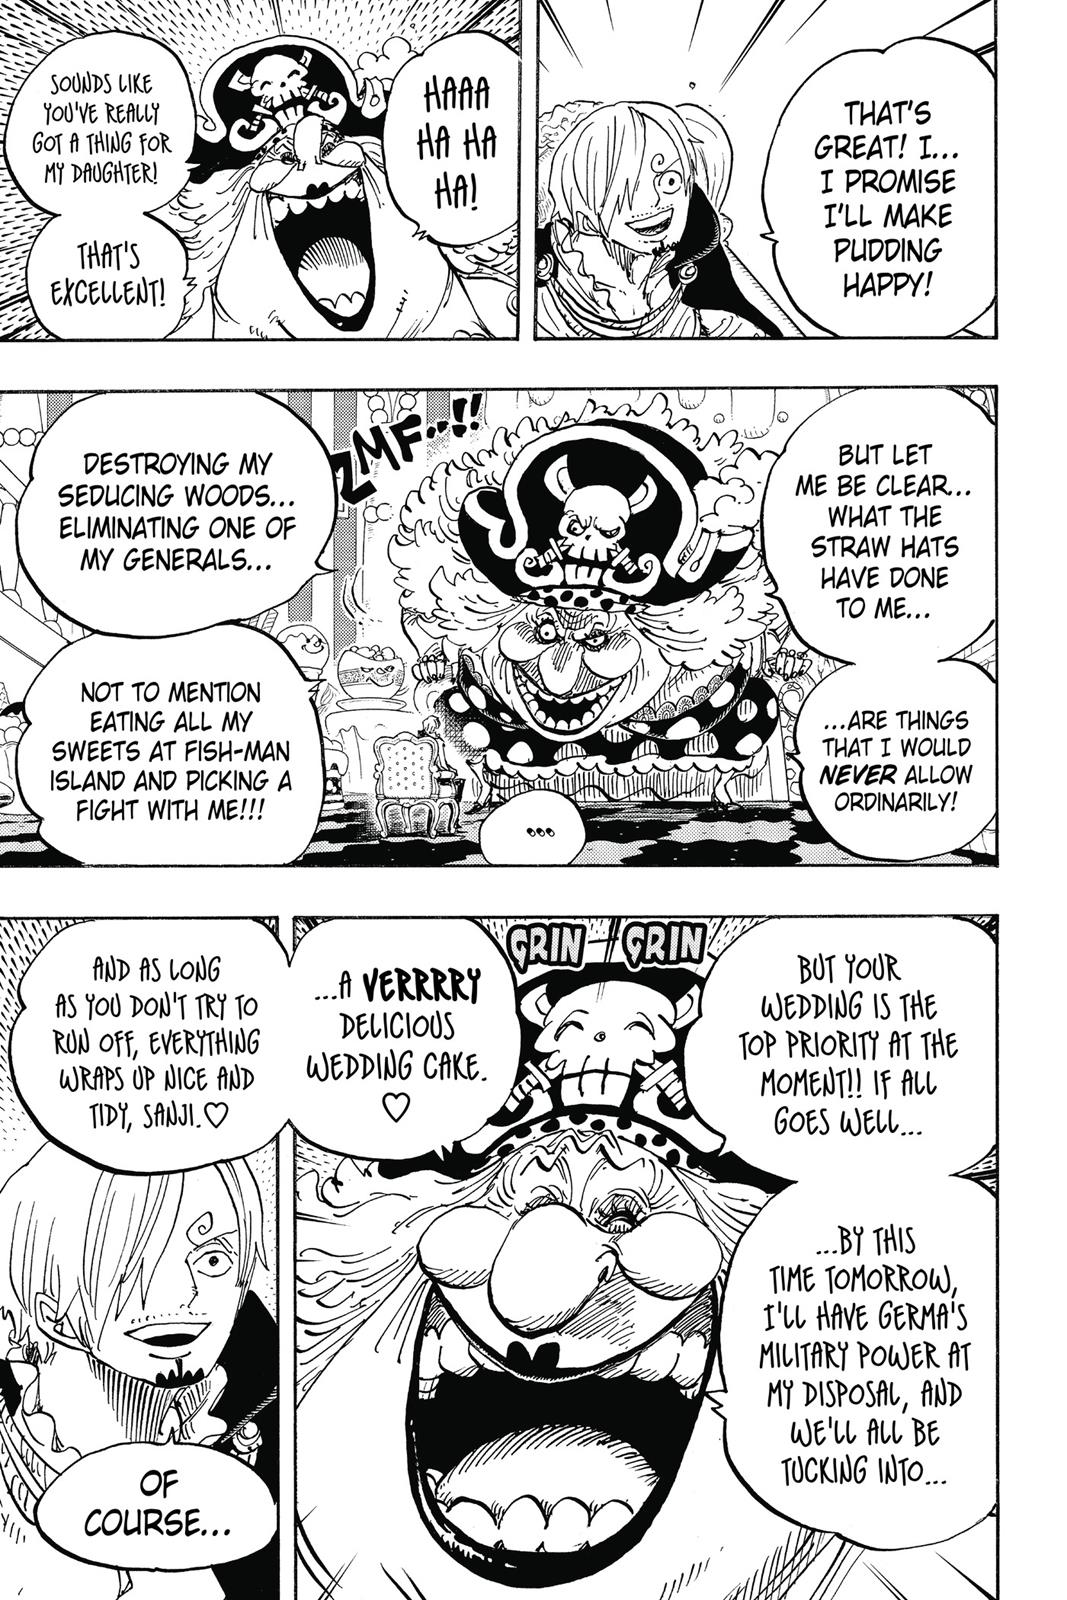 THAT'S
GREAT! I...
I PROMISE
I'LL MAKE
PUDDING
HAPPY!
HAAA
HA HA
HA!
SOUNDS LIKE
YOU'VE REALLY
GOT A THING FOR
MY DAUGHTER!
THAT'S
EXCELLENT!
BUT LET
ME BE CLEAR...
WHAT THE
STRAW HATS
HAVE DONE
TO ME...
...ARE THINGS
THAT I WOULD
NEVER ALLOW
ORDINARILY!
...
ZMF..!!
DESTROYING MY
SEDUCING WOODS...
ELIMINATING ONE OF
MY GENERALS...
NOT TO MENTION
EATING ALL MY
SWEETS AT FISH-MAN
ISLAND AND PICKING A
FIGHT WITH ME!!!
BUT YOUR
WEDDING IS THE
TOP PRIORITY AT THE
MOMENT!! IF ALL
GOES WELL...
GRIN GRIN
...BY THIS
TIME TOMORROW,
I'LL HAVE GERMA'S
MILITARY POWER AT
MY DISPOSAL, AND
WE'LL ALL BE
TUCKING INTO...
...A VERRRRY
DELICIOUS
WEDDING CAKE.
♡
AND AS LONG
AS YOU DON'T TRY TO
RUN OFF, EVERYTHING
WRAPS UP NICE AND
TIDY, SANJI.♡
OF
COURSE...